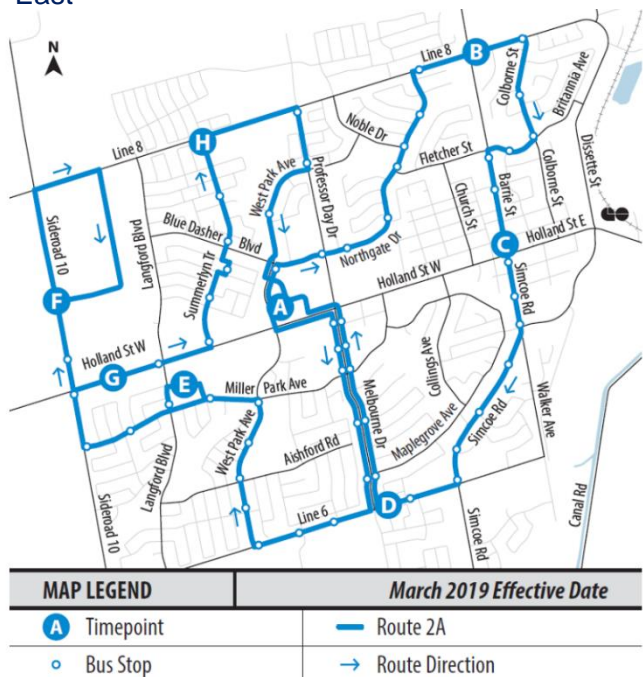 East
N
Line 8
B
Colborne St
Britannia Ave
H
Noble Dr
Line 8
West Park Ave
Professor Day Dr
Fletcher St
Dissette St
Sideroad 10
Langford Blvd
Blue Dasher Blvd
Church St
Barrie St
Colborne St
Summerlyn Tr
Northgate Dr
C
Holland St E
F
A
Holland St W
Simcoe Rd
Holland St W
G
E
Miller Park Ave
Melbourne Dr
Collings Ave
West Park Ave
Aishford Rd
Maplegrove Ave
Simcoe Rd
Walker Ave
Langford Blvd
Sideroad 10
Line 6
D
Simcoe Rd
Canal Rd
MAP LEGEND March 2019 Effective Date
A Timepoint Route 2A
Bus Stop Route Direction